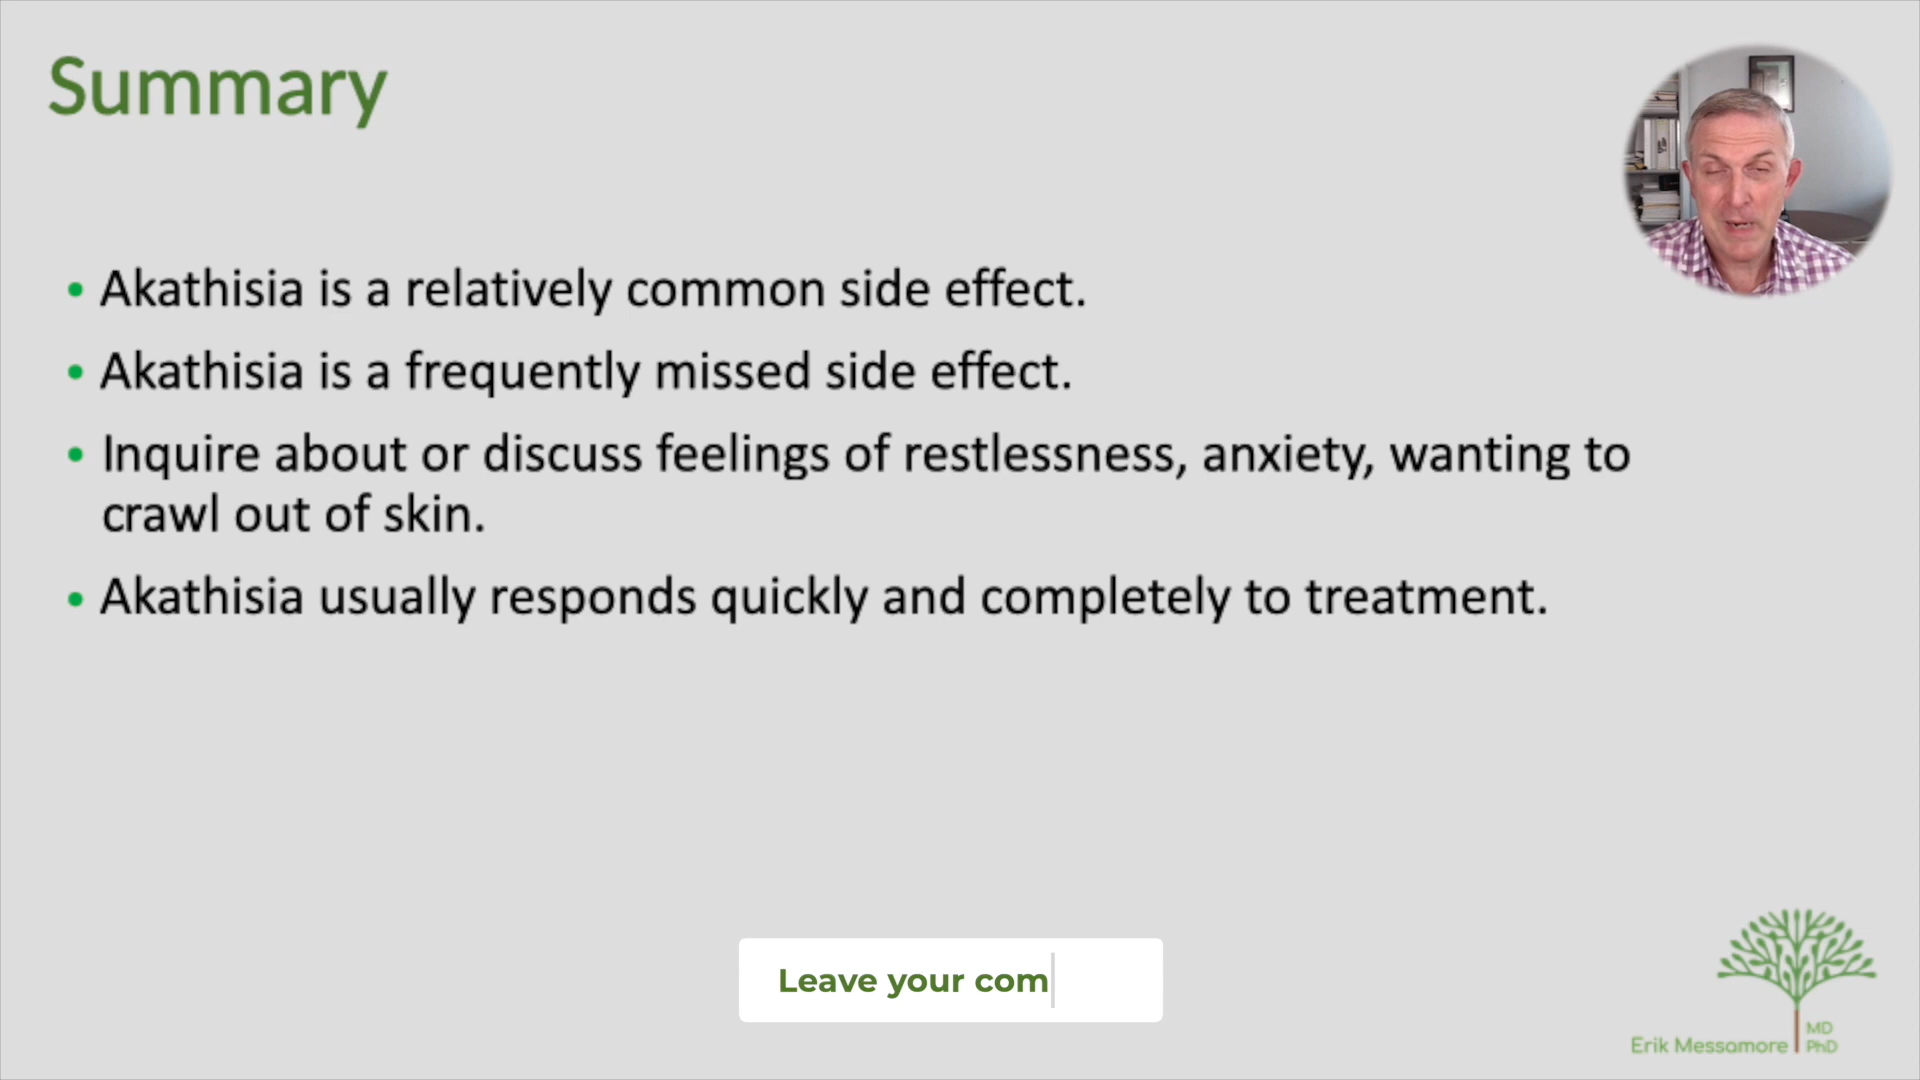 Summary
• Akathisia is a relatively common side effect.
• Akathisia is a frequently missed side effect.
• Inquire about or discuss feelings of restlessness, anxiety, wanting to
crawl out of skin.
• Akathisia usually responds quickly and completely to treatment.
Leave your com
MD
Erik Messamore PhD